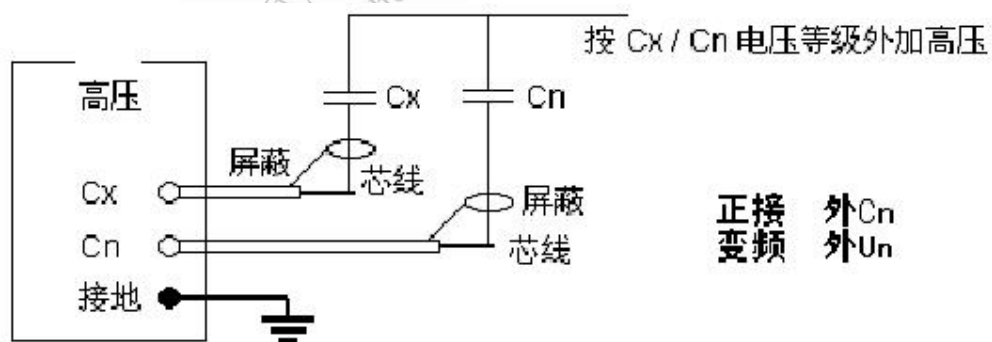 按 Cx / Cn 电压等级外加高压
高压
Cx
Cn
屏蔽
芯线
Cx
屏蔽
正接 外Cn
Cn
芯线
变频 外Un
接地